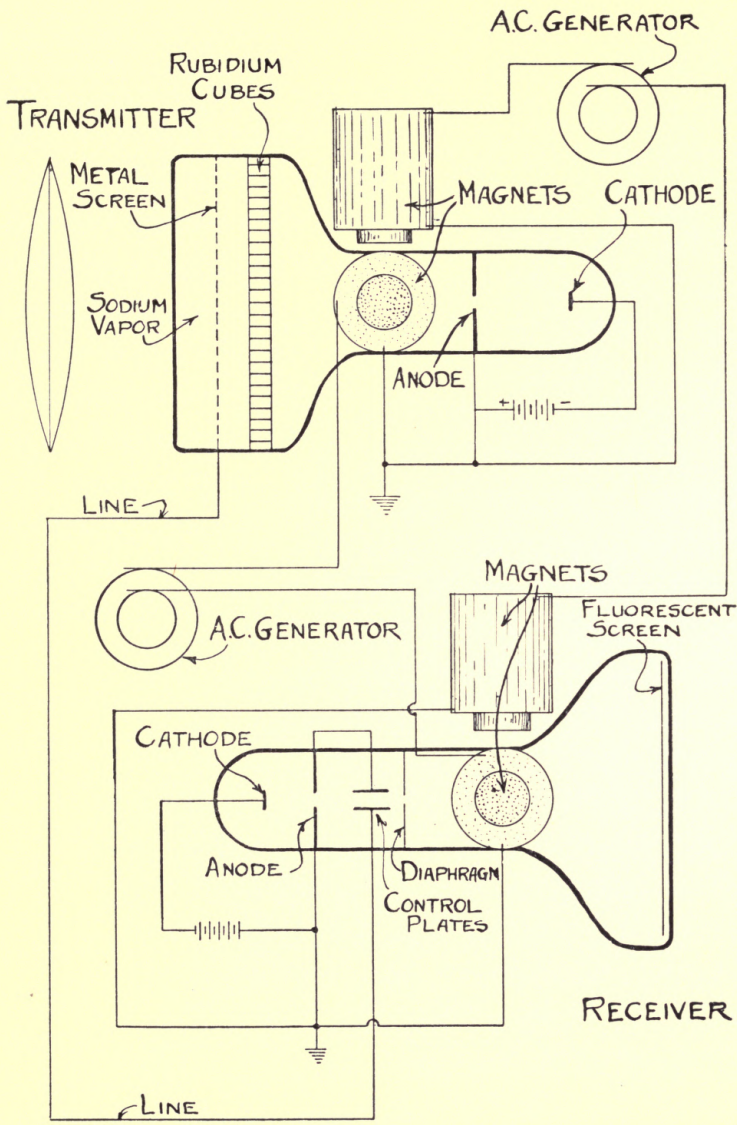 A.C. GENERATOR
RUBIDIUM
CUBES
TRANSMITTER
METAL
SCREEN
MAGNETS
CATHODE
SODIUM
VAPOR
ANODE
+ -
LINE
MAGNETS
FLUORESCENT
SCREEN
A.C. GENERATOR
CATHODE
ANODE
DIAPHRAGN
CONTROL
PLATES
RECEIVER
LINE